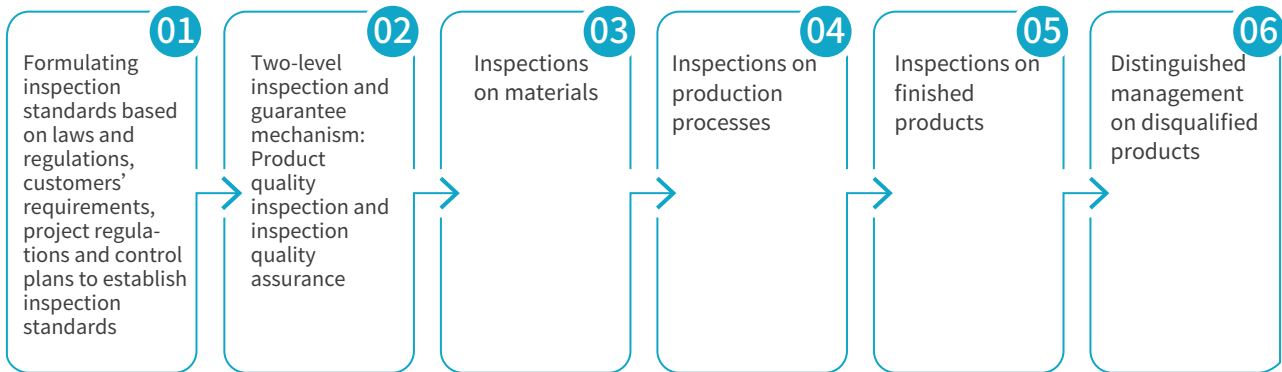 01
Formulating
inspection
standards based
on laws and
regulations,
customers’
requirements,
project regula-
tions and control
plans to establish
inspection
standards
02
Two-level
inspection and
guarantee
mechanism:
Product
quality
inspection and
inspection
quality
assurance
03
Inspections
on materials
04
Inspections on
production
processes
05
Inspections on
finished
products
06
Distinguished
management
on disqualified
products